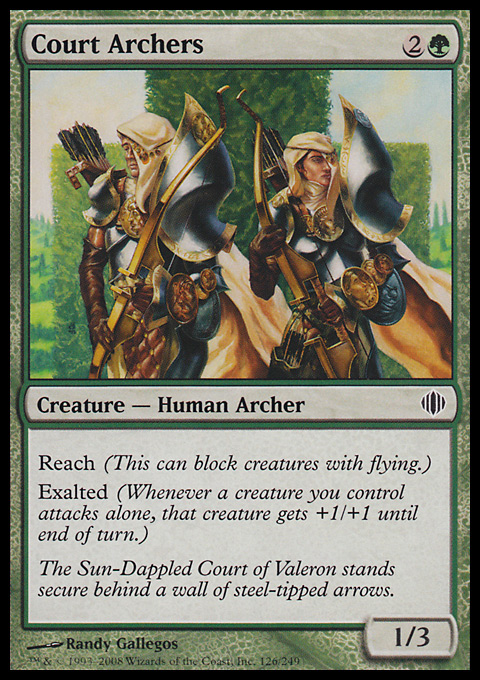 Court Archers 2
Creature — Human Archer
Reach (This can block creatures with flying.)
Exalted (Whenever a creature you control
attacks alone, that creature gets +1/+1 until
end of turn.)
The Sun-Dappled Court of Valeron stands
secure behind a wall of steel-tipped arrows.
Randy Gallegos
1/3
™ & © 1993–2008 Wizards of the Coast, Inc. 126/249